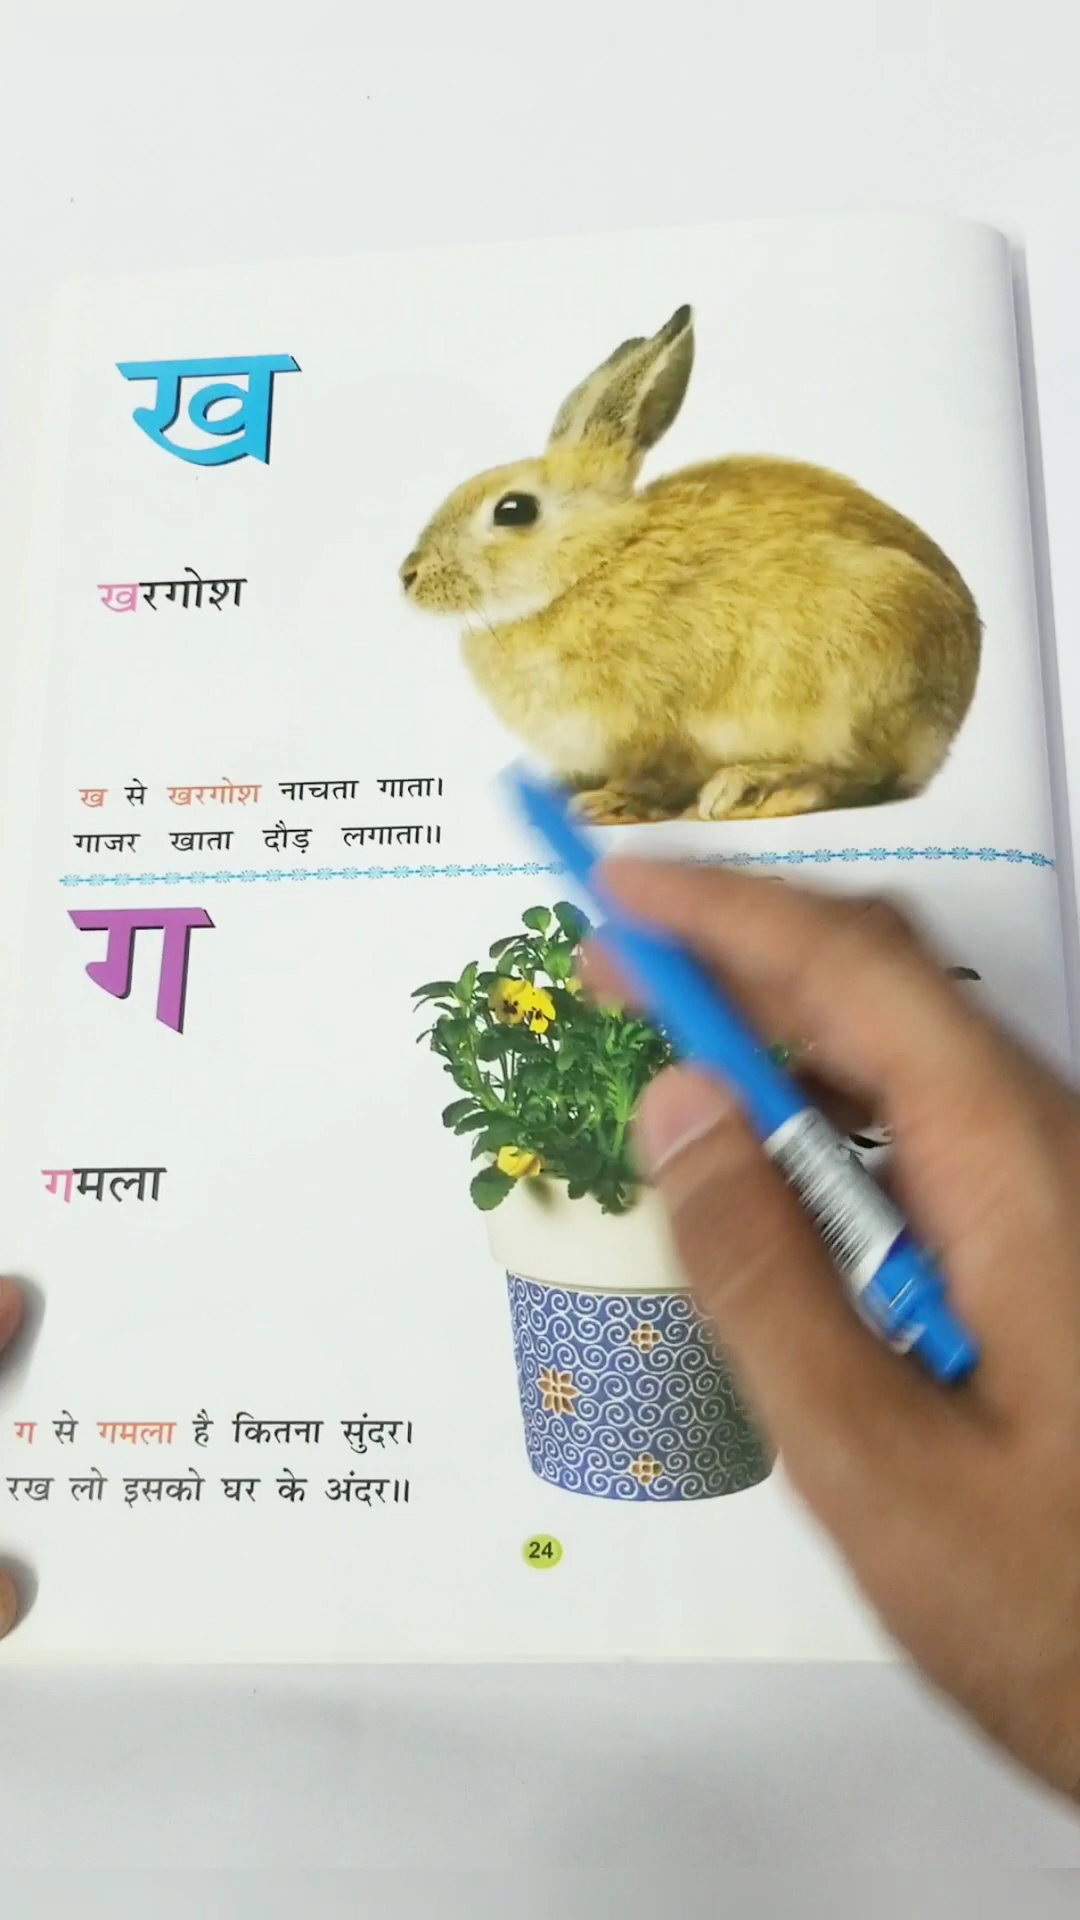 ख
खरगोश
ख से खरगोश नाचता गाता।
गाजर खाता दौड़ लगाता॥
ग
गमला
ग से गमला है कितना सुंदर।
रख लो इसको घर के अंदर॥
24